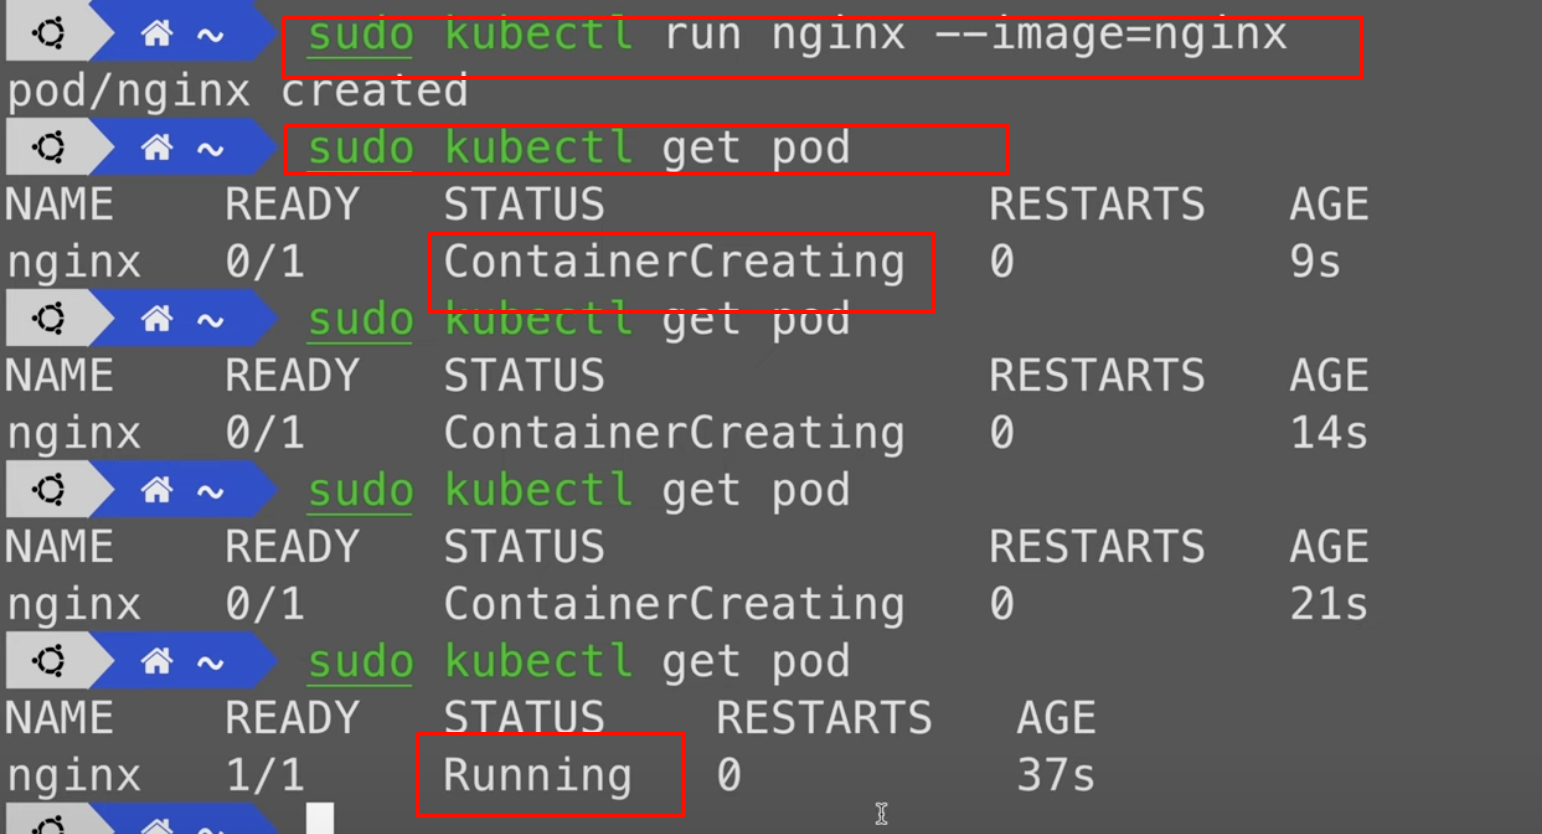 ~ sudo kubectl run nginx --image=nginx
pod/nginx created
~ sudo kubectl get pod
NAME READY STATUS RESTARTS AGE
nginx 0/1 ContainerCreating 0 9s
~ sudo kubectl get pod
NAME READY STATUS RESTARTS AGE
nginx 0/1 ContainerCreating 0 14s
~ sudo kubectl get pod
NAME READY STATUS RESTARTS AGE
nginx 0/1 ContainerCreating 0 21s
~ sudo kubectl get pod
NAME READY STATUS RESTARTS AGE
nginx 1/1 Running 0 37s
~